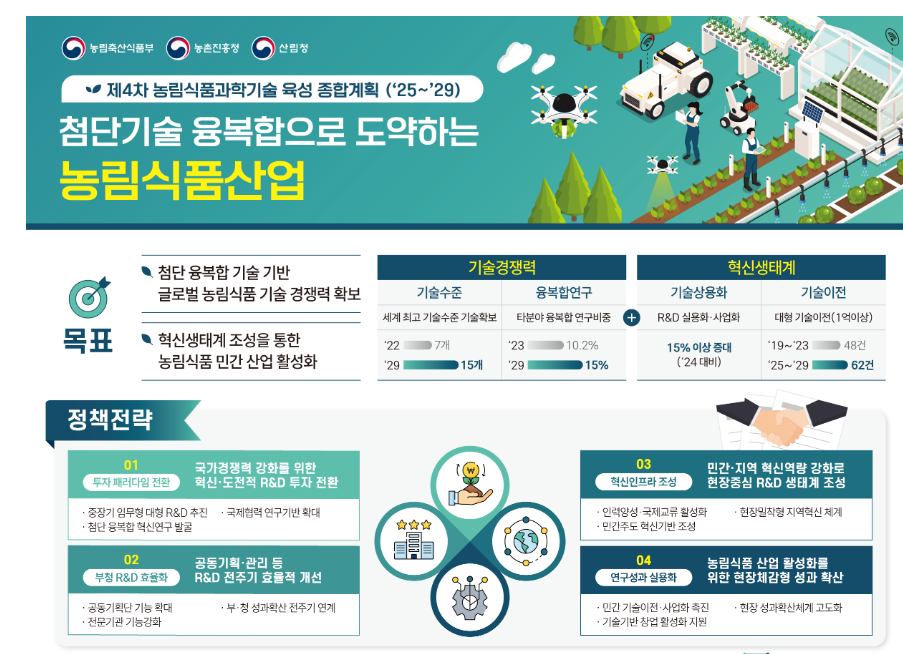 농림축산식품부 농촌진흥청 산림청
제4차 농림식품과학기술 육성 종합계획 (‘25~’29)
첨단기술 융복합으로 도약하는
농림식품산업
목표
첨단 융복합 기술 기반
글로벌 농림식품 기술 경쟁력 확보
혁신생태계 조성을 통한
농림식품 민간 산업 활성화
기술경쟁력
기술수준 융복합연구
세계 최고 기술수준 기술확보 타분야 융복합 연구비중
‘22 7개 ‘23 10.2%
‘29 15개 ‘29 15%
+
혁신생태계
기술상용화 기술이전
R&D 실용화·사업화 대형 기술이전(1억이상)
15% 이상 증대
(‘24 대비)
‘19~‘23 48건
‘25~‘29 62건
정책전략
01
투자 패러다임 전환
국가경쟁력 강화를 위한
혁신·도전적 R&D 투자 전환
· 중장기 임무형 대형 R&D 추진 · 국제협력 연구기반 확대
· 첨단 융복합 혁신연구 발굴
02
부청 R&D 효율화
공동기획·관리 등
R&D 전주기 효율적 개선
· 공동기획단 기능 확대 · 부·청 성과확산 전주기 연계
· 전문기관 기능강화
₩
03
혁신인프라 조성
민간·지역 혁신역량 강화로
현장중심 R&D 생태계 조성
· 인력양성·국제교류 활성화 · 현장밀착형 지역혁신 체계
· 민간주도 혁신기반 조성
04
연구성과 실용화
농림식품 산업 활성화를
위한 현장체감형 성과 확산
· 민간 기술이전·사업화 촉진 · 현장 성과확산체계 고도화
· 기술기반 창업 활성화 지원